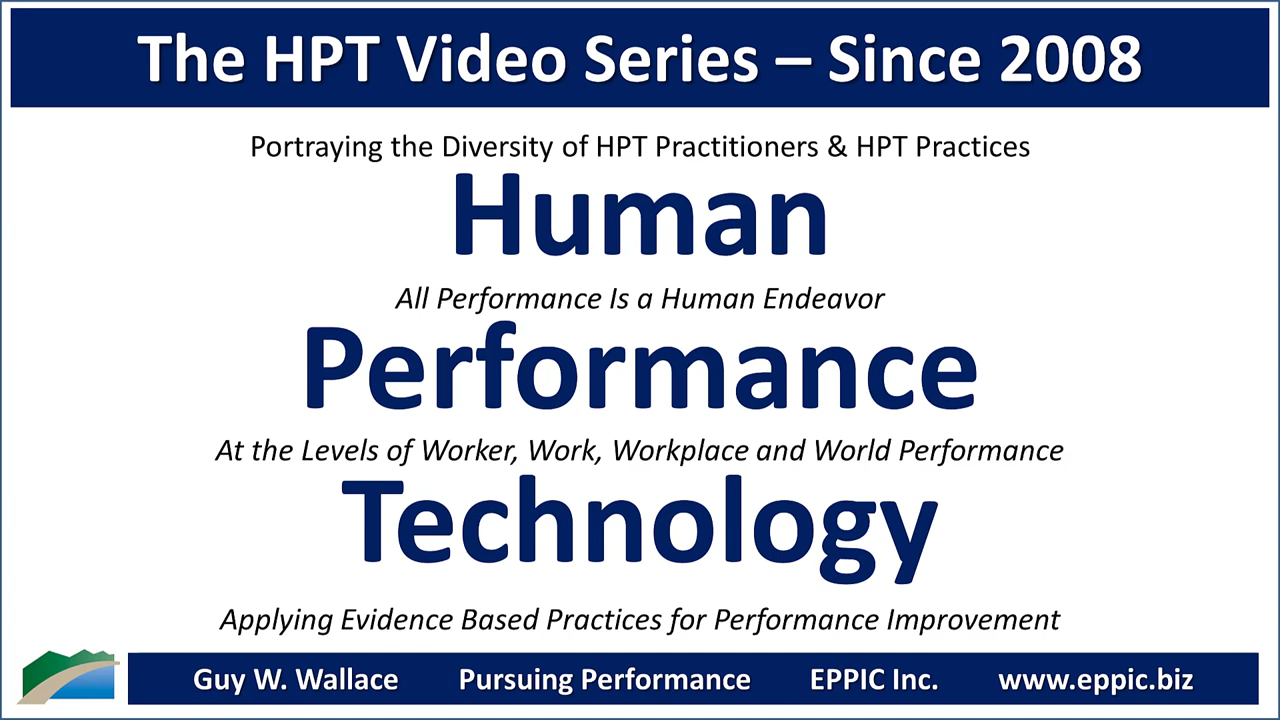 The HPT Video Series – Since 2008
Portraying the Diversity of HPT Practitioners & HPT Practices
Human
All Performance Is a Human Endeavor
Performance
At the Levels of Worker, Work, Workplace and World Performance
Technology
Applying Evidence Based Practices for Performance Improvement
Guy W. Wallace Pursuing Performance EPPIC Inc. www.eppic.biz